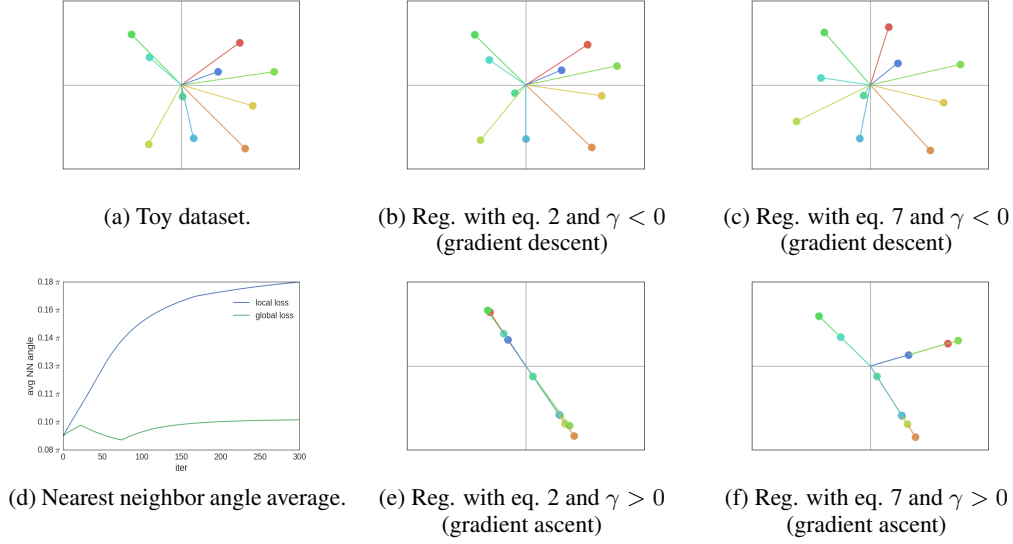 (a) Toy dataset.
(b) Reg. with eq. 2 and γ < 0
(gradient descent)
(c) Reg. with eq. 7 and γ < 0
(gradient descent)
0.18 π
0.16 π
0.14 π
0.13 π
0.11 π
0.10 π
0.08 π
avg NN angle
local loss
global loss
0 50 100 150 200 250 300
iter
(d) Nearest neighbor angle average.
(e) Reg. with eq. 2 and γ > 0
(gradient ascent)
(f) Reg. with eq. 7 and γ > 0
(gradient ascent)